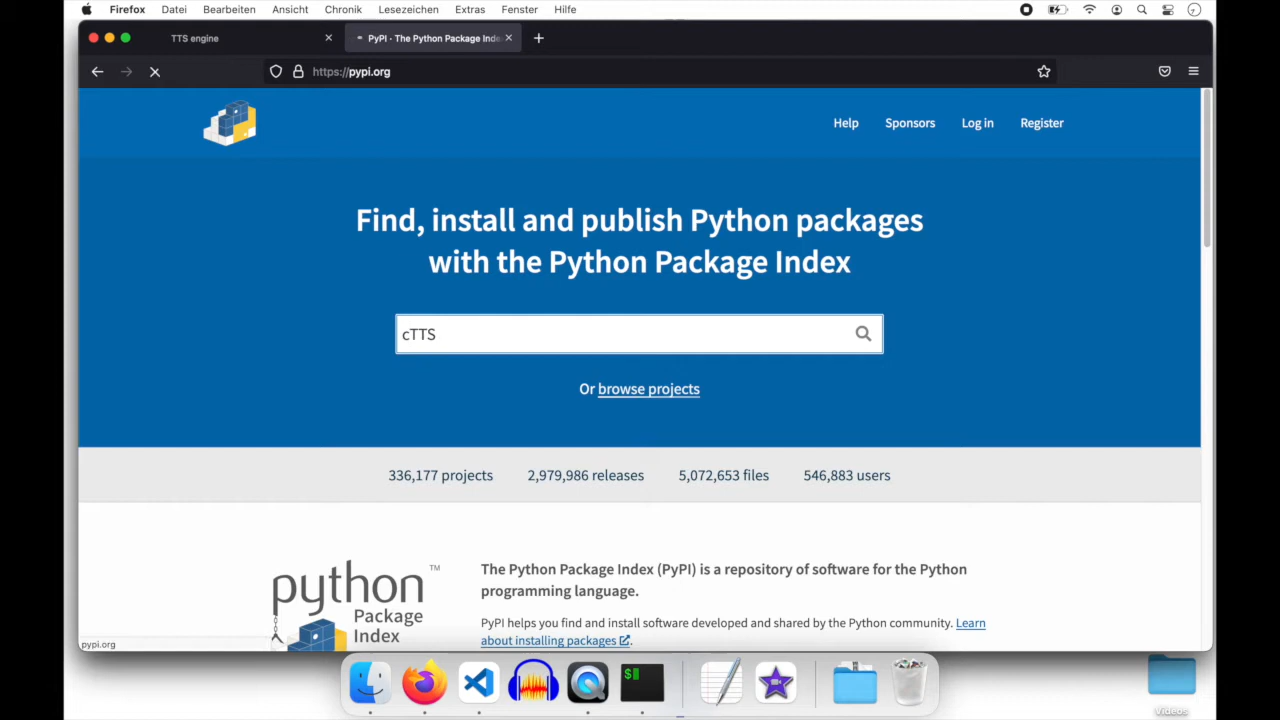 Firefox Datei Bearbeiten Ansicht Chronik Lesezeichen Extras Fenster Hilfe
TTS engine
PyPI · The Python Package Inde
https://pypi.org
Help Sponsors Log in Register
Find, install and publish Python packages
with the Python Package Index
cTTS
Or browse projects
336,177 projects 2,979,986 releases 5,072,653 files 546,883 users
python™
Package
Index
The Python Package Index (PyPI) is a repository of software for the Python
programming language.
PyPI helps you find and install software developed and shared by the Python community. Learn
about installing packages.
pypi.org
$
Videos